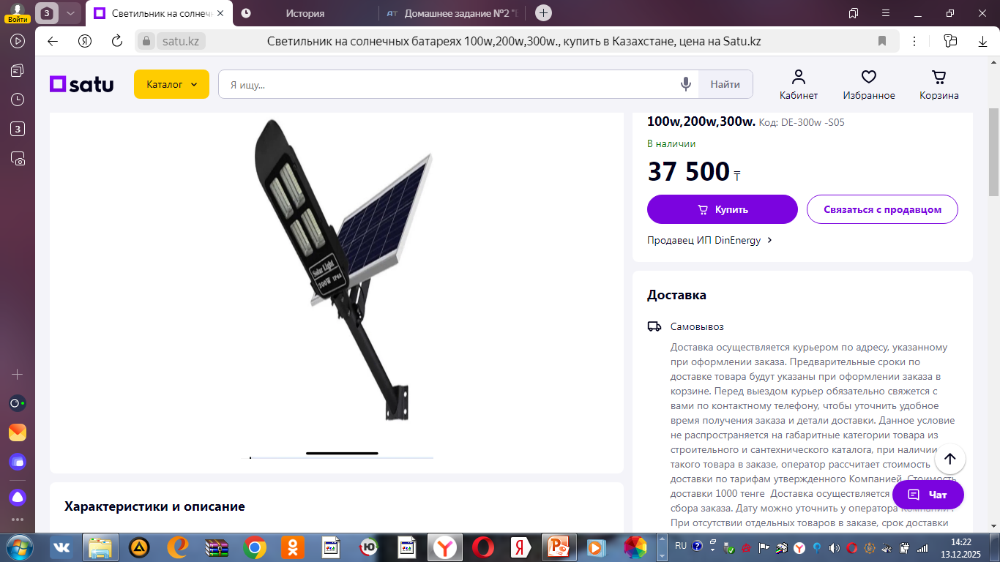 Войти
3
Светильник на солнечн
История
Домашнее задание №2 "
satu.kz
Светильник на солнечных батареях 100w,200w,300w., купить в Казахстане, цена на Satu.kz
3
satu
Каталог
Я ищу...
Найти
Кабинет
Избранное
Корзина
100w,200w,300w. Код: DE-300w -S05
В наличии
37 500 ₸
Купить
Связаться с продавцом
Продавец ИП DinEnergy
Solar Light
200W IP66
Доставка
Самовывоз
Доставка осуществляется курьером по адресу, указанному
при оформлении заказа. Предварительные сроки по
доставке товара будут указаны при оформлении заказа в
корзине. Перед выездом курьер обязательно свяжется с
вами по контактному телефону, чтобы уточнить удобное
время получения заказа и детали доставки. Данное условие
не распространяется на габаритные категории товара из
строительного и сантехнического каталога, при наличии
такого товара в заказе, оператор рассчитает стоимость
доставки по тарифам утвержденного Компанией. Стоимость
доставки 1000 тенге Доставка осуществляется
сбора заказа. Дату можно уточнить у оператора Компании .
При отсутствии отдельных товаров в заказе, срок доставки
Чат
Характеристики и описание
RU
14:22
13.12.2025